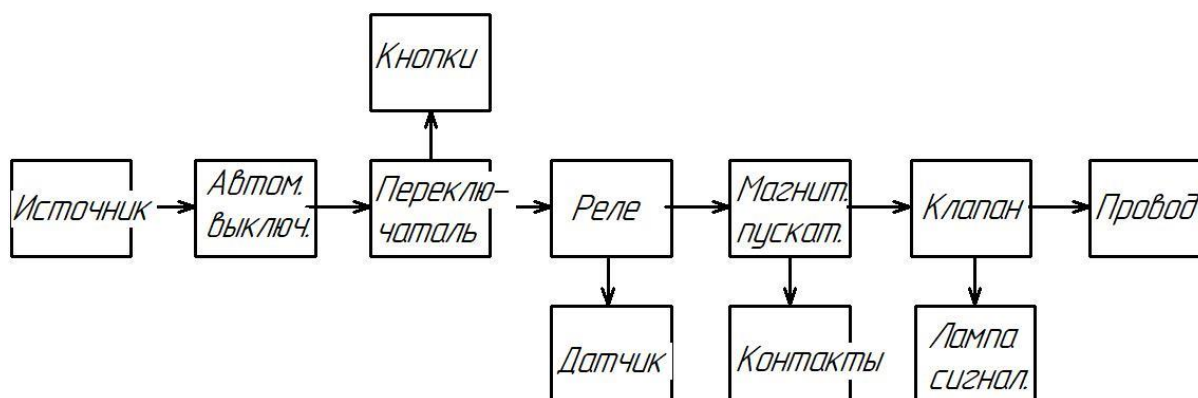 Кнопки
Источник
Автом.
выключ.
Переклю-
чаталь
Реле
Магнит.
пускат.
Клапан
Провод
Датчик
Контакты
Лампа
сигнал.